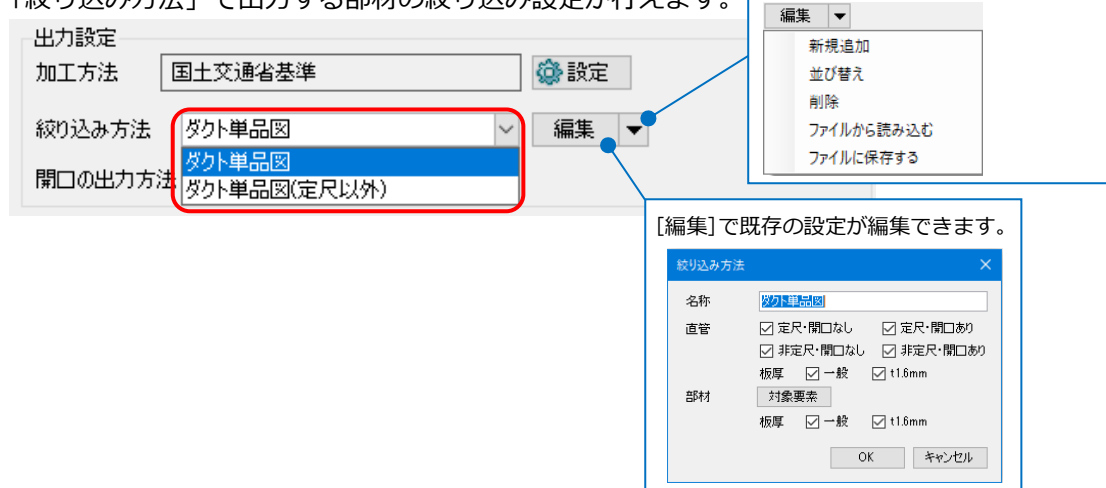 「絞り込み方法」で出力する部材の絞り込み設定が行えます。
出力設定
加工方法 国土交通省基準 設定
絞り込み方法 ダクト単品図 編集
ダクト単品図
ダクト単品図(定尺以外)
開口の出力方法
編集
新規追加
並び替え
削除
ファイルから読み込む
ファイルに保存する
[編集]で既存の設定が編集できます。
絞り込み方法
名称 ダクト単品図
直管 定尺・開口なし 定尺・開口あり
非定尺・開口なし 非定尺・開口あり
板厚 一般 t1.6mm
部材 対象要素
板厚 一般 t1.6mm
OK キャンセル